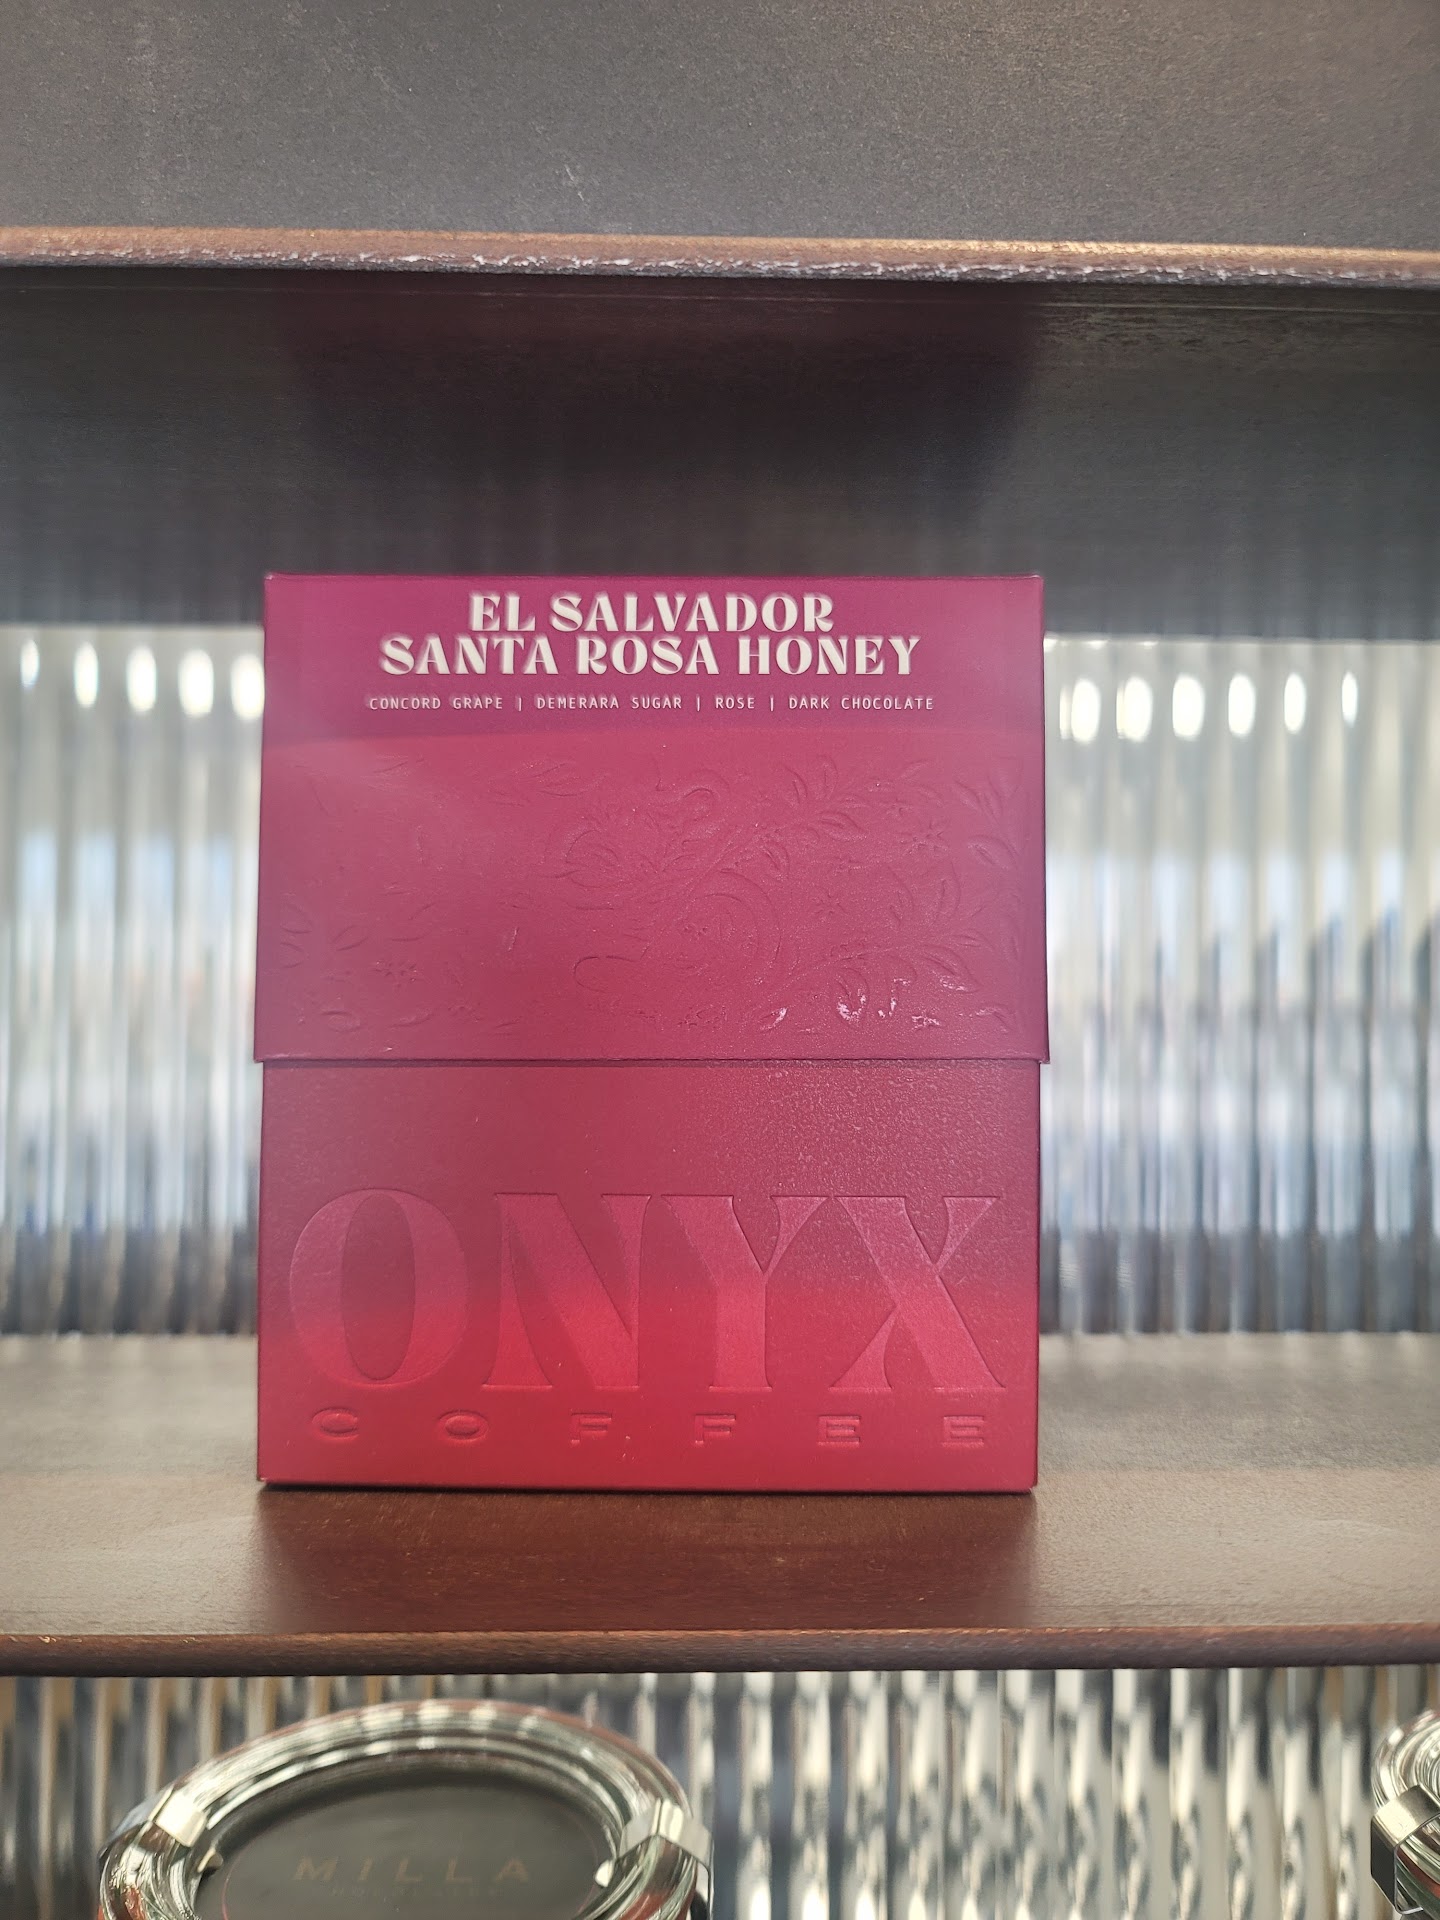 EL SALVADOR
SANTA ROSA HONEY
CONCORD GRAPE | DEMERARA SUGAR | ROSE | DARK CHOCOLATE
ONYX
COFFEE
MILLA